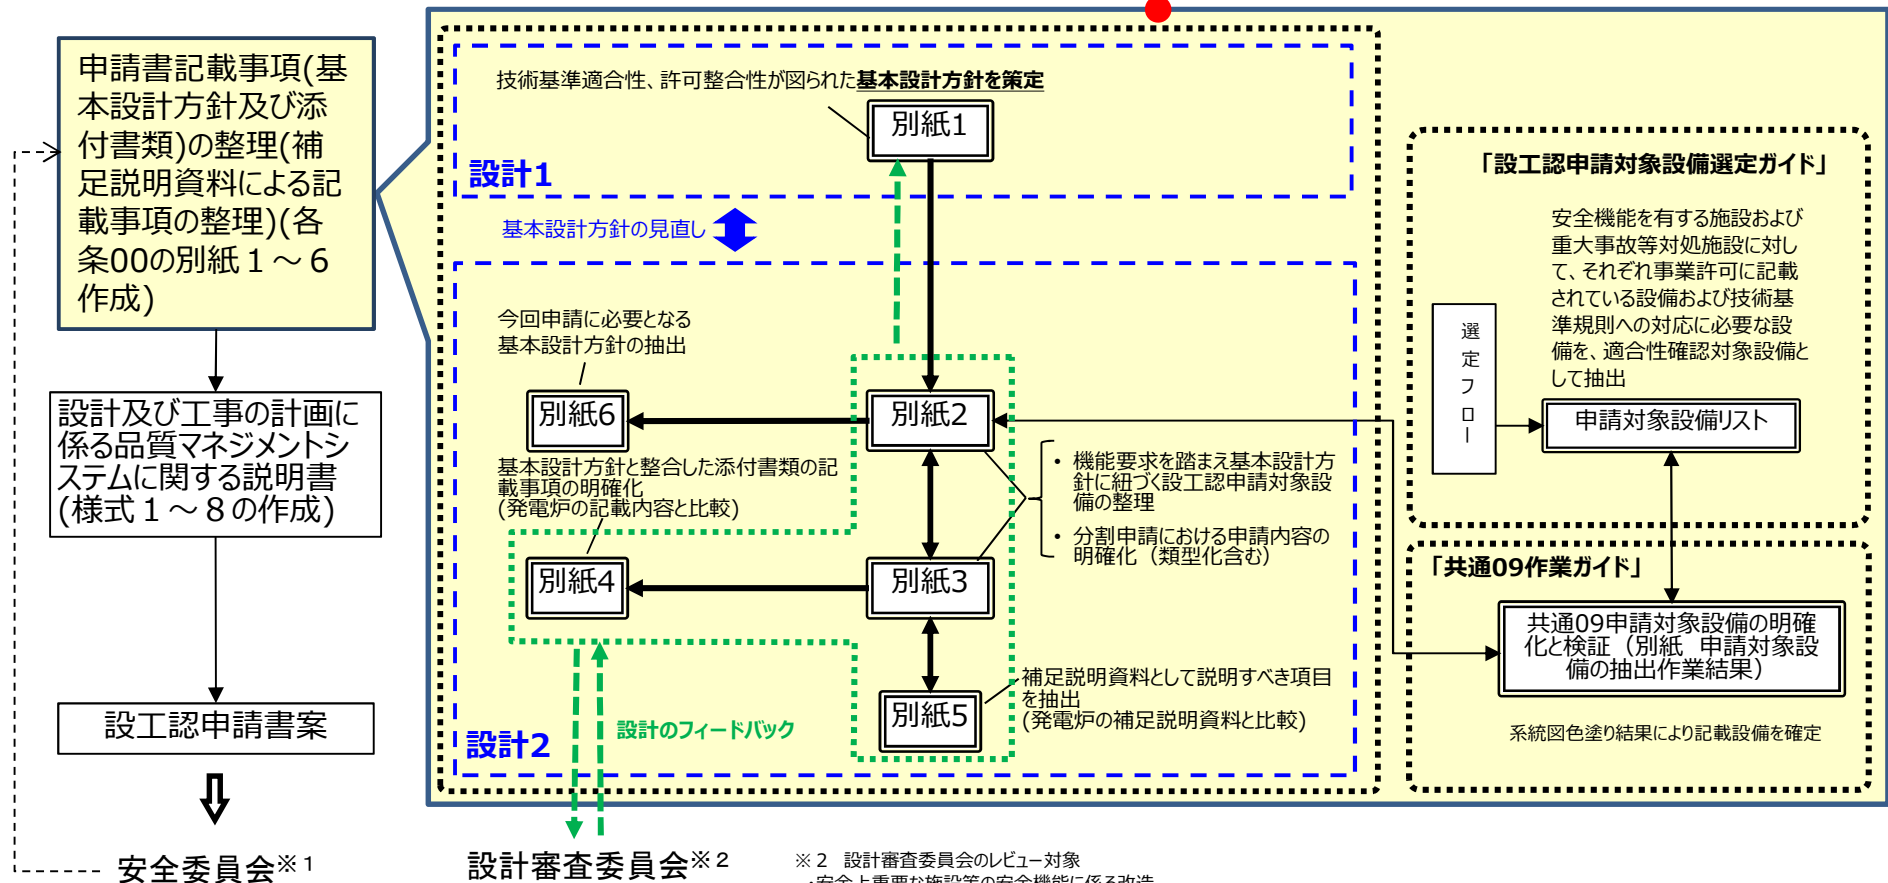 申請書記載事項(基
本設計方針及び添
付書類)の整理(補
足説明資料による記
載事項の整理)(各
条00の別紙１～６
作成)
設計及び工事の計画に
係る品質マネジメントシ
ステムに関する説明書
(様式１～８の作成)
設工認申請書案
安全委員会※1
技術基準適合性、許可整合性が図られた基本設計方針を策定
別紙1
設計1
基本設計方針の見直し
今回申請に必要となる
基本設計方針の抽出
別紙6
別紙2
基本設計方針と整合した添付書類の記
載事項の明確化
(発電炉の記載内容と比較)
・ 機能要求を踏まえ基本設計方
針に紐づく設工認申請対象設
備の整理
・ 分割申請における申請内容の
明確化（類型化含む）
別紙4
別紙3
別紙5
補足説明資料として説明すべき項目
を抽出
(発電炉の補足説明資料と比較)
設計のフィードバック
設計2
設計審査委員会※2
※２　設計審査委員会のレビュー対象
・安全上重要な施設等の安全機能に係る改造
「設工認申請対象設備選定ガイド」
安全機能を有する施設および
重大事故等対処施設に対し
て、それぞれ事業許可に記載
されている設備および技術基
準規則への対応に必要な設
備を、適合性確認対象設備と
して抽出
選定フロー
申請対象設備リスト
「共通09作業ガイド」
共通09申請対象設備の明確
化と検証（別紙　申請対象設
備の抽出作業結果）
系統図色塗り結果により記載設備を確定